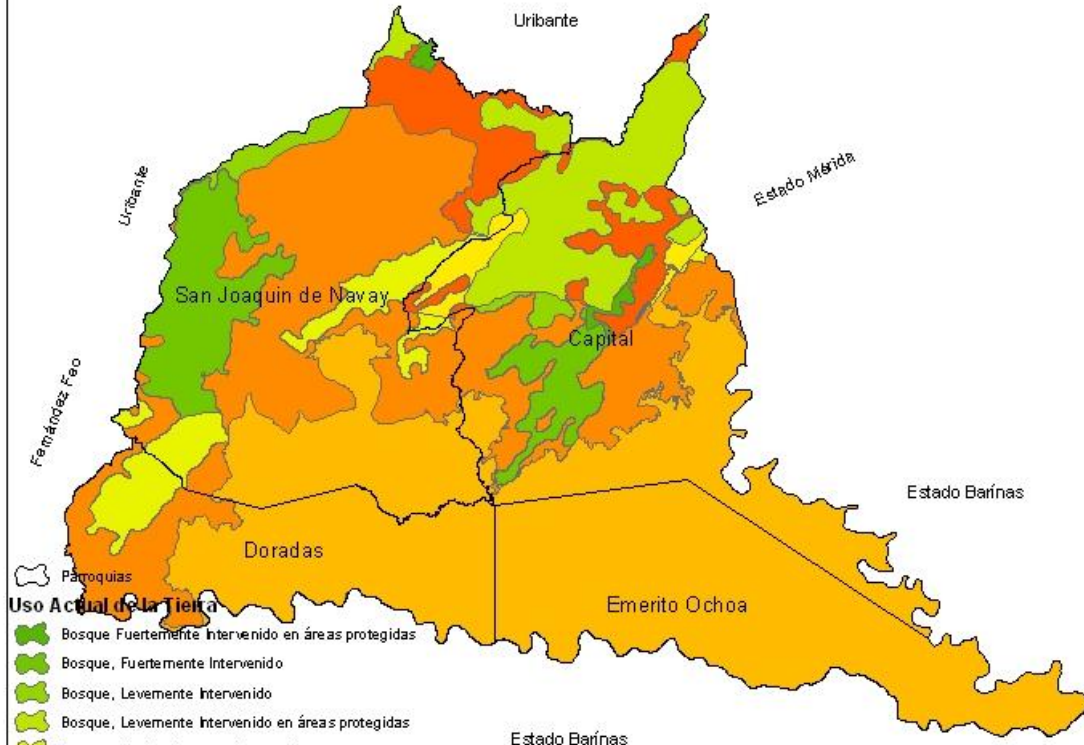 Uribante
Uribante
Estado Mérida
San Joaquin de Navay
Capital
Fernández Feo
Estado Barínas
Doradas
Emerito Ochoa
Parroquias
Uso Actual de la Tierra
Bosque Fuertemente Intervenido en áreas protegidas
Bosque, Fuertemente Intervenido
Bosque, Levemente Intervenido
Bosque, Levemente Intervenido en áreas protegidas
Estado Barínas